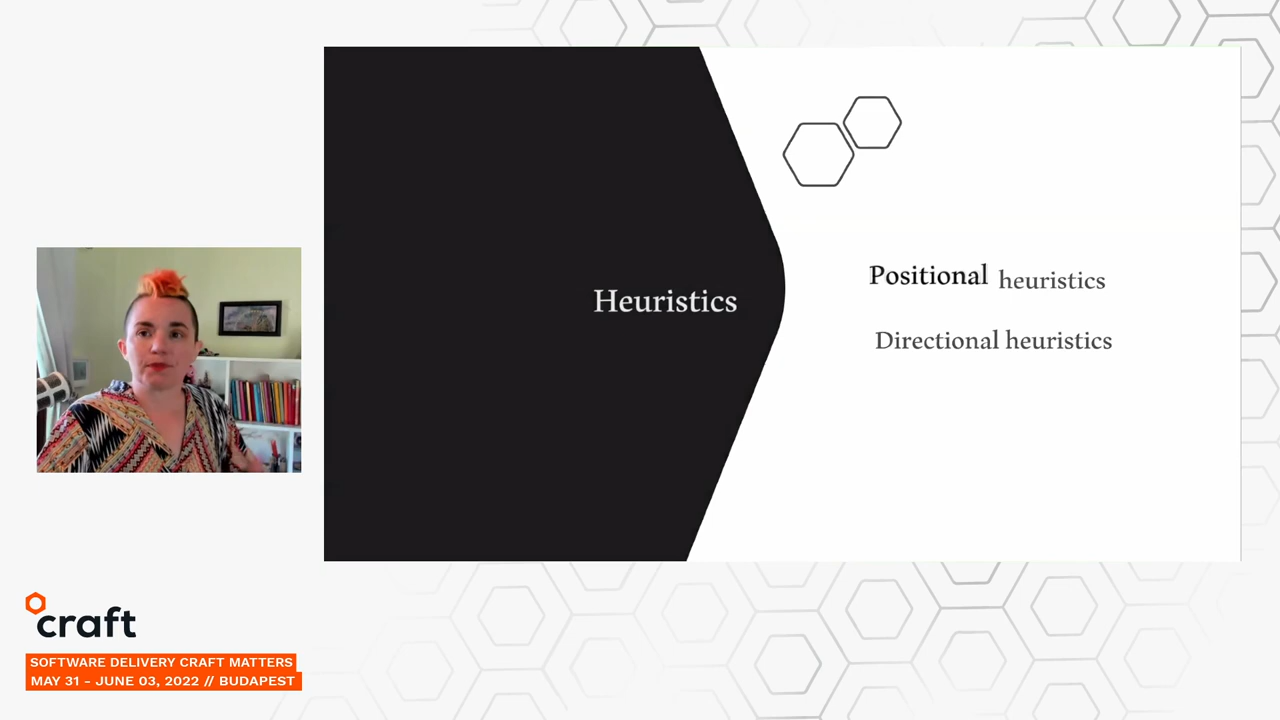 Heuristics
Positional heuristics
Directional heuristics
craft
SOFTWARE DELIVERY CRAFT MATTERS
MAY 31 - JUNE 03, 2022 // BUDAPEST